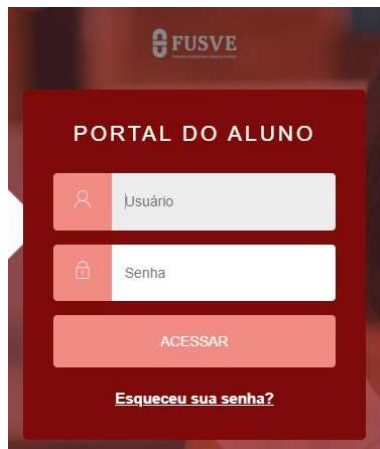 FUSVE
PORTAL DO ALUNO
Usuário
Senha
ACESSAR
Esqueceu sua senha?